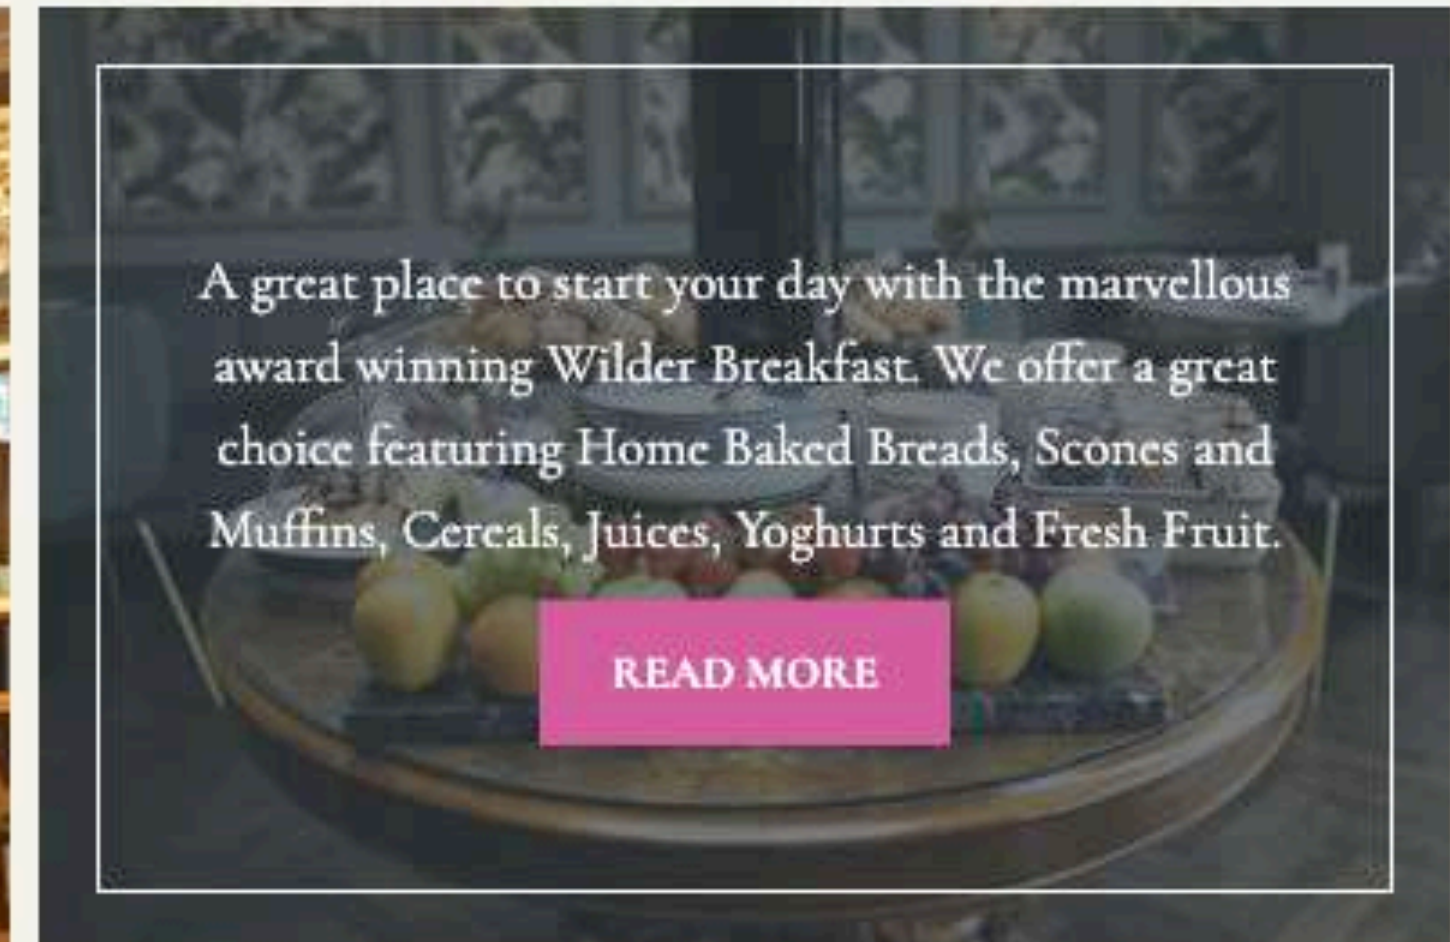 A great place to start your day with the marvellous
award winning Wilder Breakfast. We offer a great
choice featuring Home Baked Breads, Scones and
Muffins, Cereals, Juices, Yoghurts and Fresh Fruit.
READ MORE